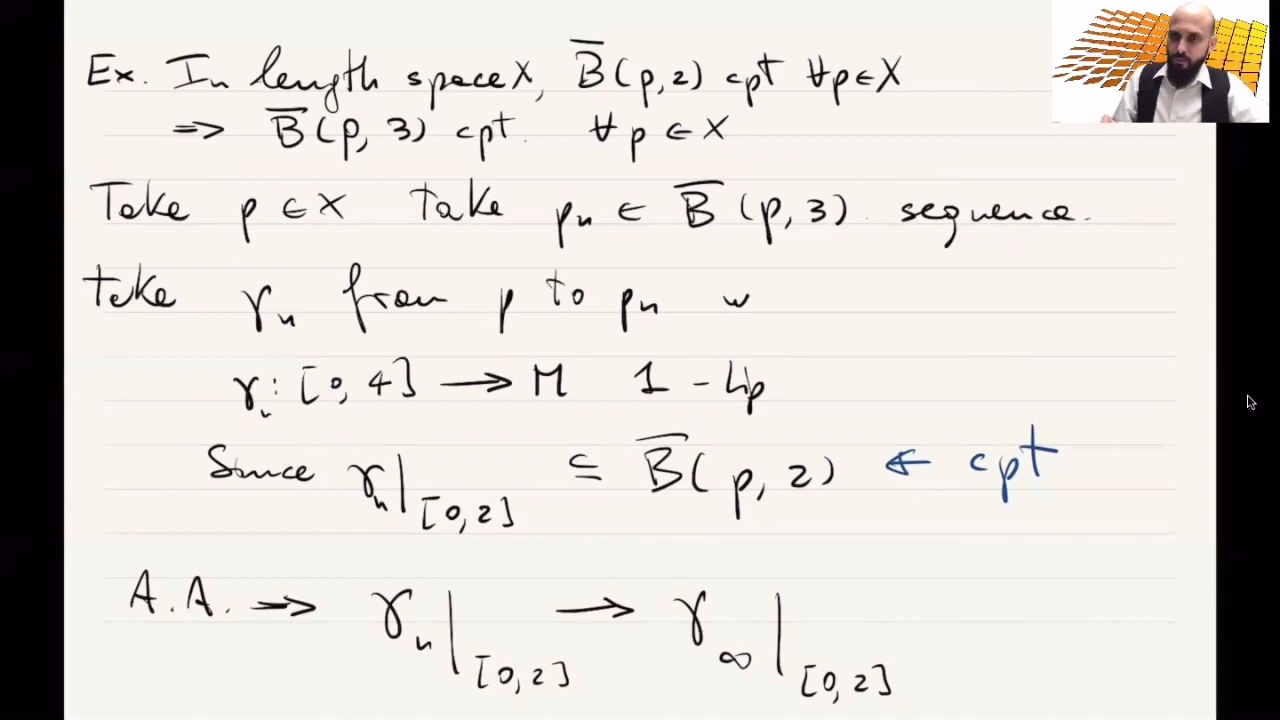 Ex. In length space X, B̅(p,2) cpt ∀p∈X
⇒ B̅(p,3) cpt. ∀ p ∈ X
Take p ∈ X take pₙ ∈ B̅(p,3). sequence.
take γₙ from p to pₙ w
γₙ: [0,4] → M 1-Lip
Since γₙ|[0,2] ⊆ B̅(p,2) ← cpt
A.A. ⇒ γₙ|[0,2] → γ∞|[0,2]